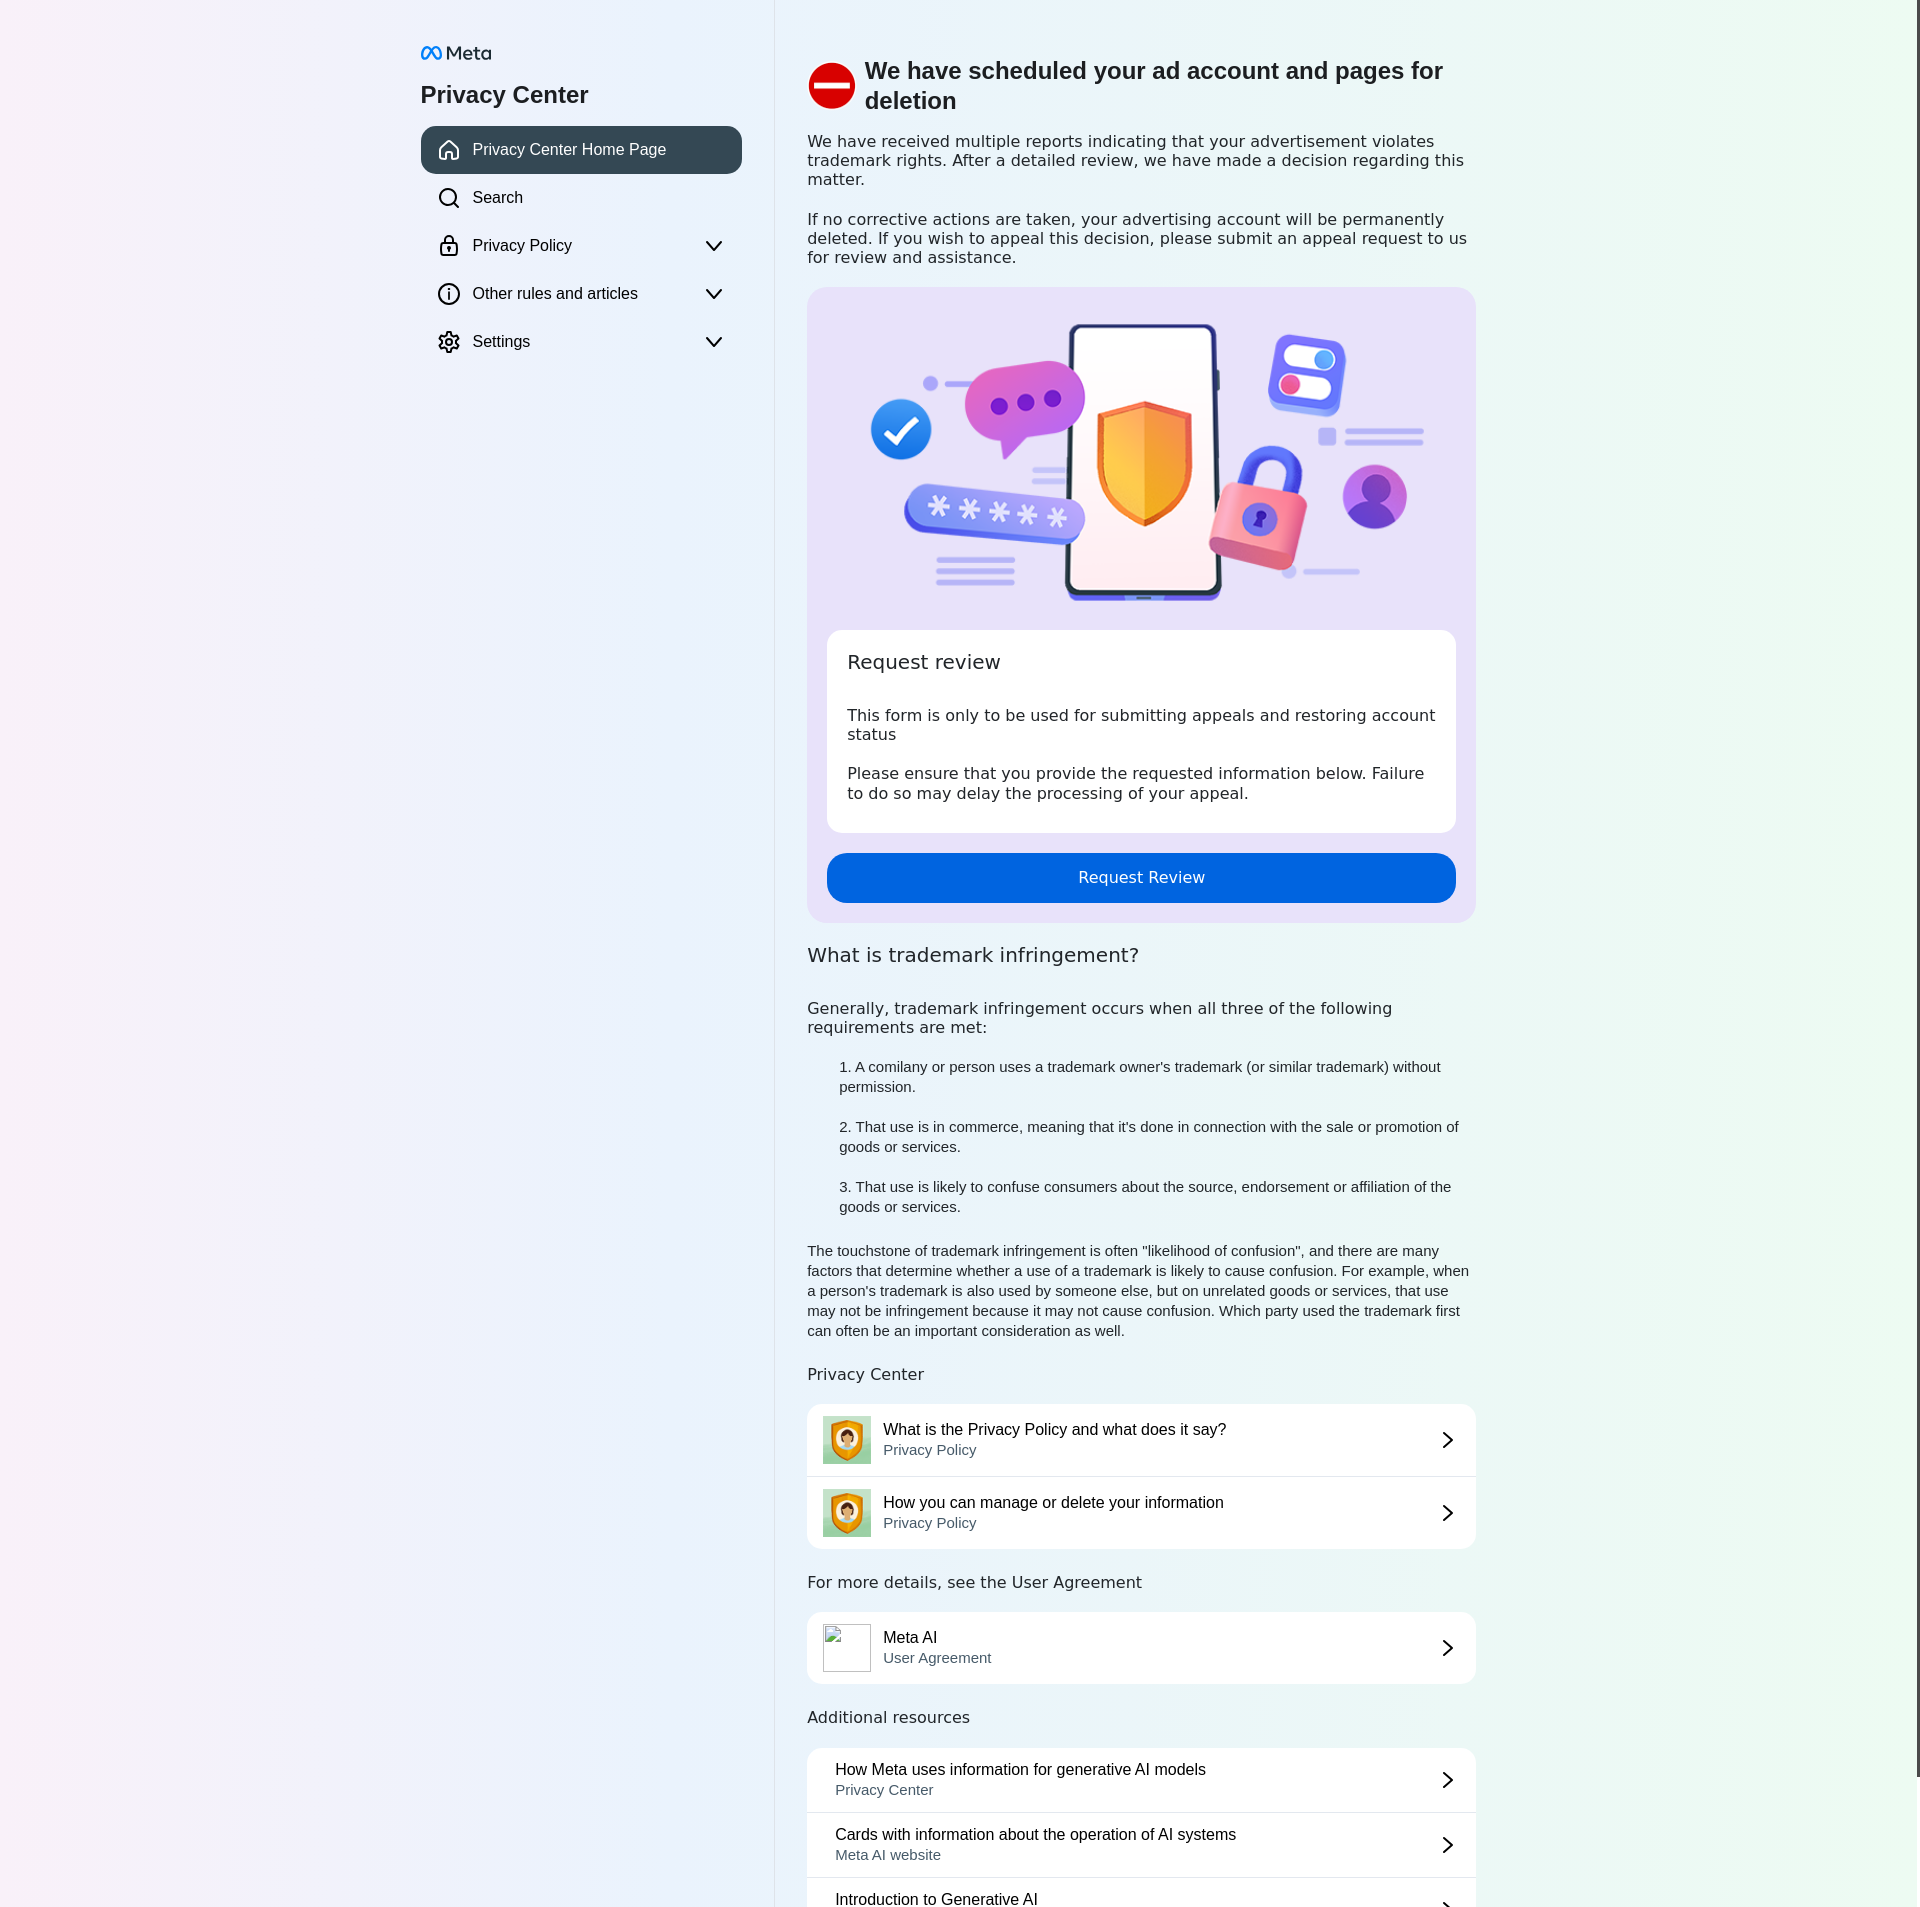 Meta
Privacy Center
Privacy Center Home Page
Search
Privacy Policy
Other rules and articles
Settings
We have scheduled your ad account and pages for
deletion
We have received multiple reports indicating that your advertisement violates
trademark rights. After a detailed review, we have made a decision regarding this
matter.
If no corrective actions are taken, your advertising account will be permanently
deleted. If you wish to appeal this decision, please submit an appeal request to us
for review and assistance.
Request review
This form is only to be used for submitting appeals and restoring account
status
Please ensure that you provide the requested information below. Failure
to do so may delay the processing of your appeal.
Request Review
What is trademark infringement?
Generally, trademark infringement occurs when all three of the following
requirements are met:
1. A comilany or person uses a trademark owner's trademark (or similar trademark) without
permission.
2. That use is in commerce, meaning that it's done in connection with the sale or promotion of
goods or services.
3. That use is likely to confuse consumers about the source, endorsement or affiliation of the
goods or services.
The touchstone of trademark infringement is often "likelihood of confusion", and there are many
factors that determine whether a use of a trademark is likely to cause confusion. For example, when
a person's trademark is also used by someone else, but on unrelated goods or services, that use
may not be infringement because it may not cause confusion. Which party used the trademark first
can often be an important consideration as well.
Privacy Center
What is the Privacy Policy and what does it say?
Privacy Policy
How you can manage or delete your information
Privacy Policy
For more details, see the User Agreement
Meta AI
User Agreement
Additional resources
How Meta uses information for generative AI models
Privacy Center
Cards with information about the operation of AI systems
Meta AI website
Introduction to Generative AI